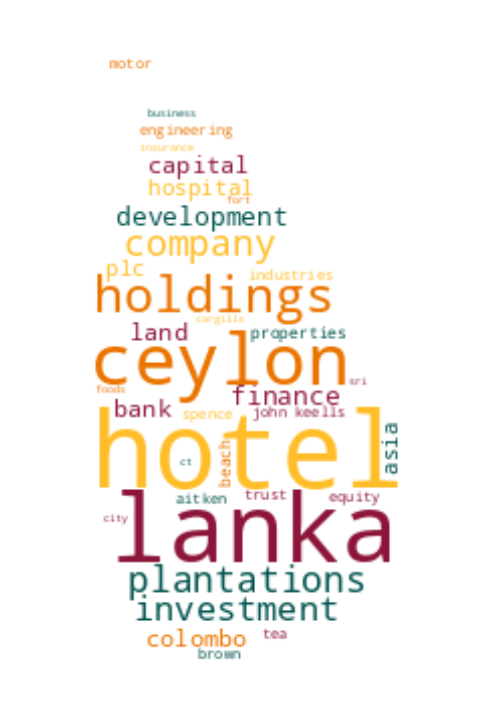 motor
business
engineering
insurance
capital
hospital
fort
development
company
plc
industries
holdings
cargills
land
properties
ceylon
sri
foods
finance
bank
spence
john keells
hotel
asia
beach
ct
aitken
trust
equity
lanka
city
plantations
investment
colombo
tea
brown